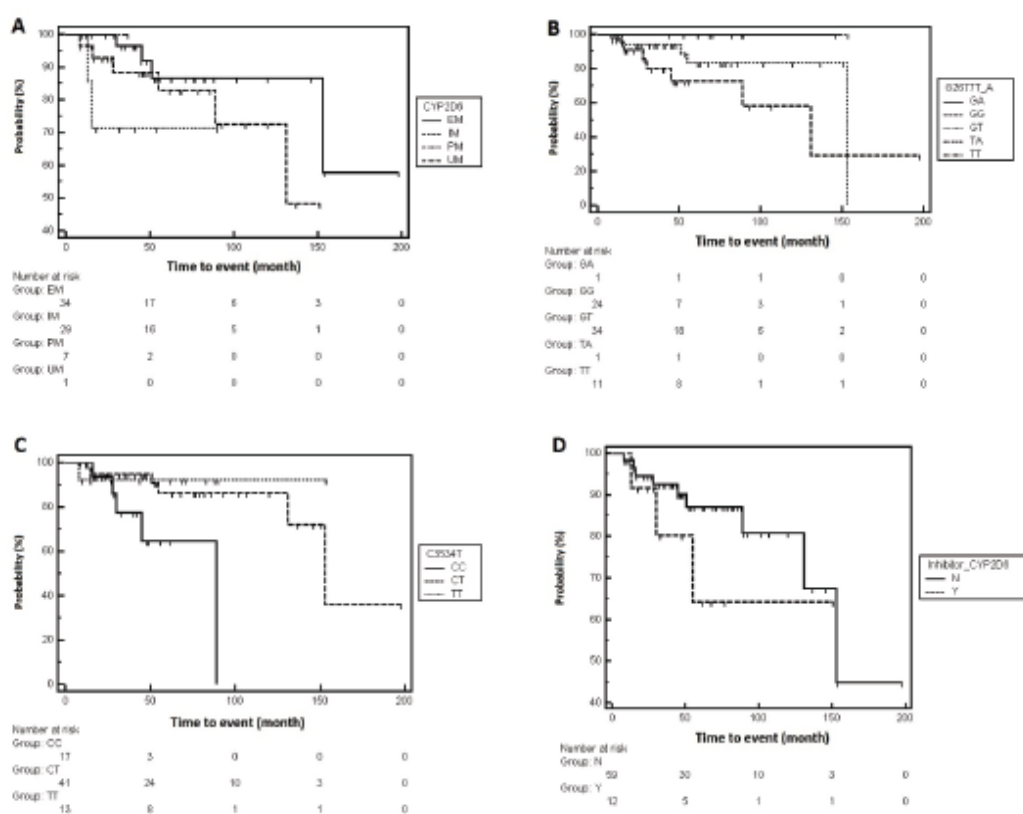 A
Probability (%)
100
90
80
70
60
50
40
0 50 100 150 200
Time to event (month)
CYP2D6
EM
IM
PM
UM
Number at risk
Group: EM
34 17 6 3 0
Group: IM
29 16 5 1 0
Group: PM
7 2 0 0 0
Group: UM
1 0 0 0 0
B
Probability (%)
100
80
60
40
20
0
0 50 100 150 200
Time to event (month)
G2677T_A
GA
GG
GT
TA
TT
Number at risk
Group: GA
1 1 1 0 0
Group: GG
24 7 3 1 0
Group: GT
34 18 6 2 0
Group: TA
1 1 0 0 0
Group: TT
11 8 1 1 0
C
Probability (%)
100
80
60
40
20
0
0 50 100 150 200
Time to event (month)
CC
CT
TT
Number at risk
Group: CC
17 3 0 0 0
Group: CT
41 24 10 3 0
Group: TT
13 8 1 1 0
D
Probability (%)
100
90
80
70
60
50
40
0 50 100 150 200
Time to event (month)
Inhibitor_CYP2D6
N
Y
Number at risk
Group: N
59 30 10 3 0
Group: Y
12 5 1 1 0